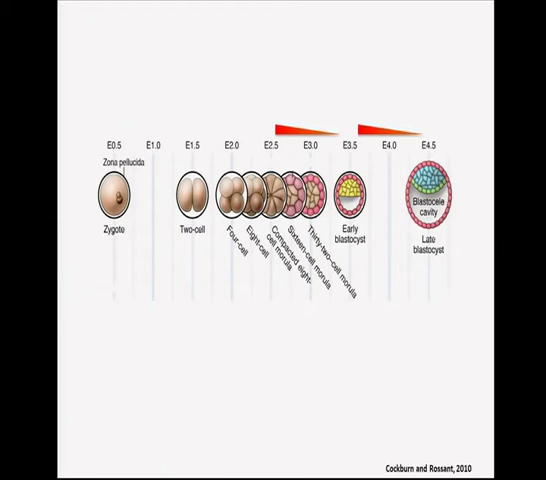 E0.5 E1.0 E1.5 E2.0 E2.5 E3.0 E3.5 E4.0 E4.5
Zona pellucida
Zygote
Two-cell
Four-cell
Eight-cell
Compacted eight-
cell morula
Sixteen-cell morula
Thirty-two-cell morula
Early
blastocyst
Blastocele
cavity
Late
blastocyst
Cockburn and Rossant, 2010